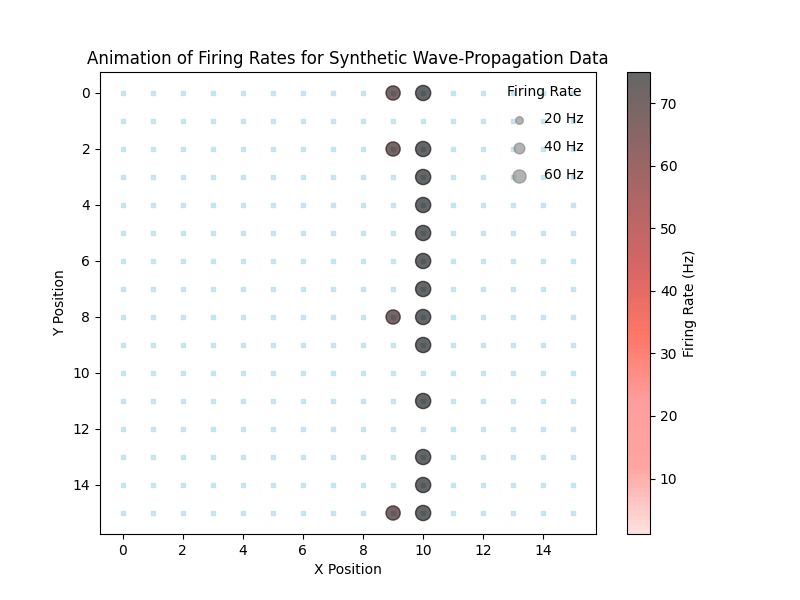 Animation of Firing Rates for Synthetic Wave-Propagation Data
Firing Rate
20 Hz
40 Hz
60 Hz
0
2
4
6
8
10
12
14
Y Position
0
2
4
6
8
10
12
14
X Position
70
60
50
40
30
20
10
Firing Rate (Hz)